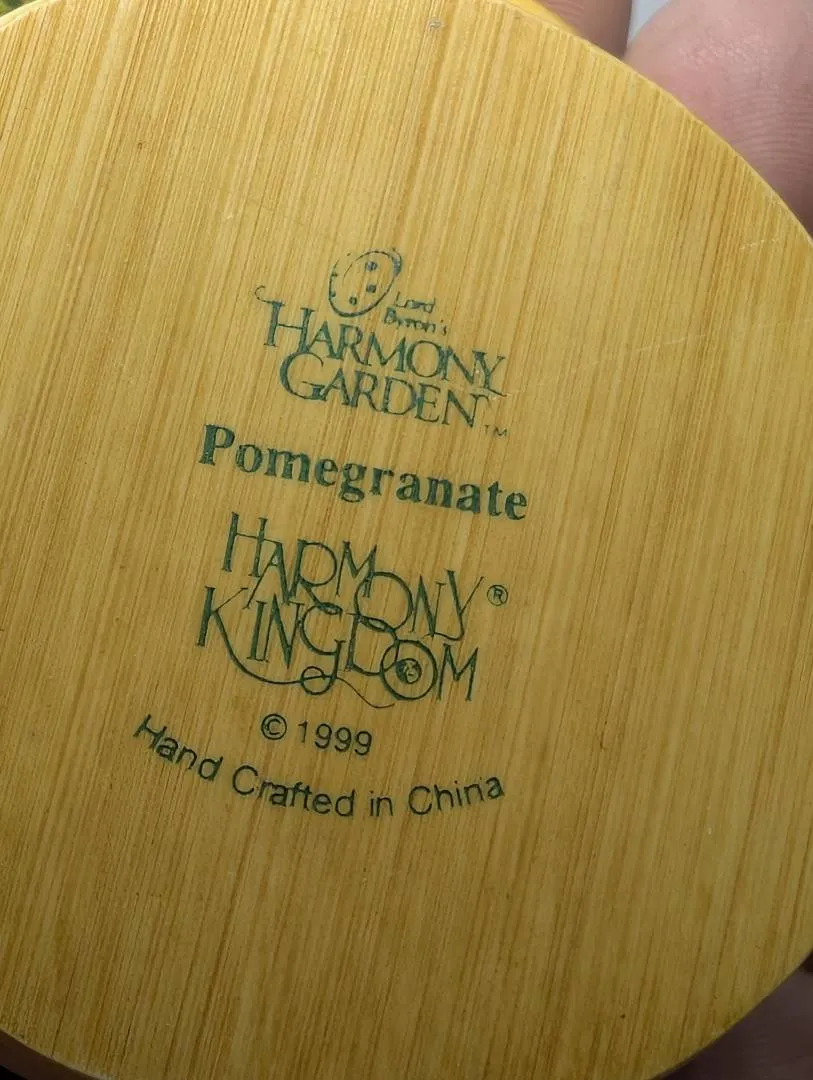 Lord
Byron's
HARMONY
GARDEN™
Pomegranate
HARMONY®
KINGDOM
© 1999
Hand Crafted in China